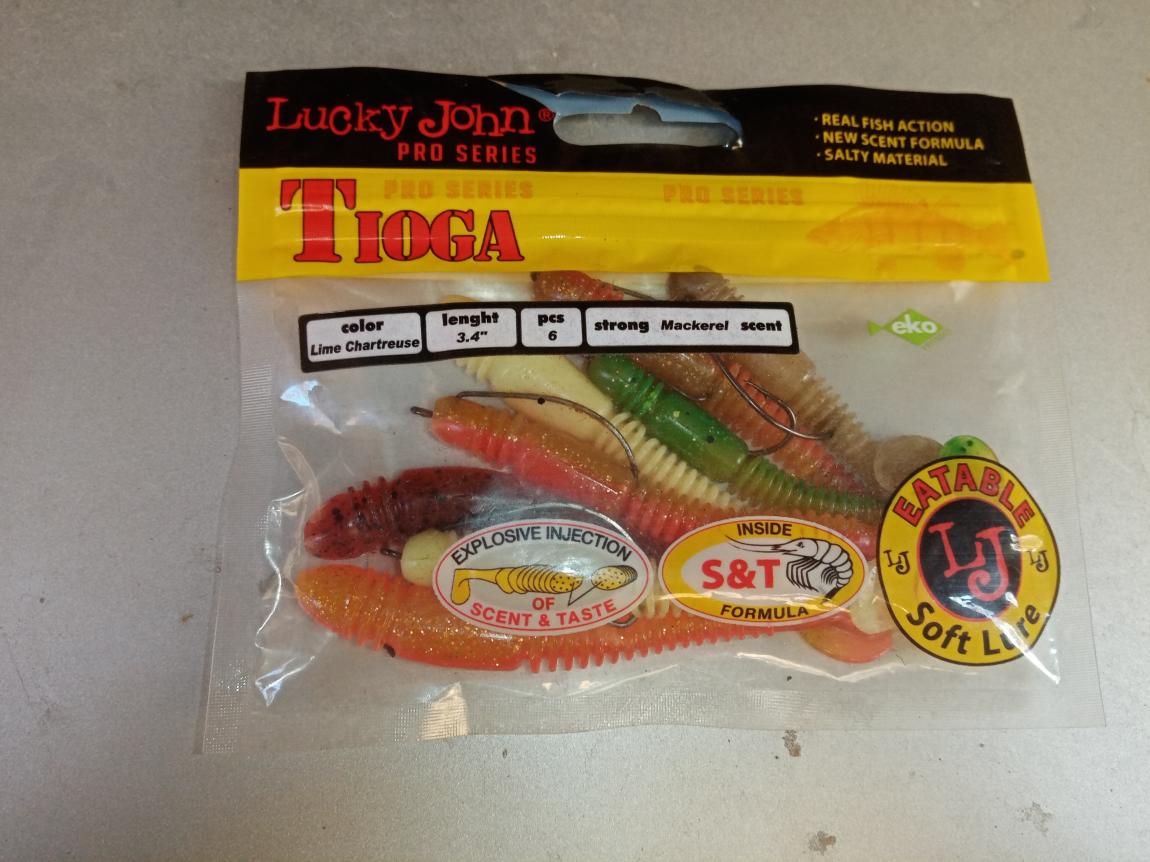 Lucky John®
PRO SERIES
· REAL FISH ACTION
· NEW SCENT FORMULA
· SALTY MATERIAL
PRO SERIES
PRO SERIES
TIOGA
color
Lime Chartreuse
lenght
3.4"
pcs
6
strong Mackerel scent
eko
EXPLOSIVE INJECTION
OF
SCENT & TASTE
INSIDE
S&T
FORMULA
EATABLE
LJ
LJ
LJ
Soft Lure